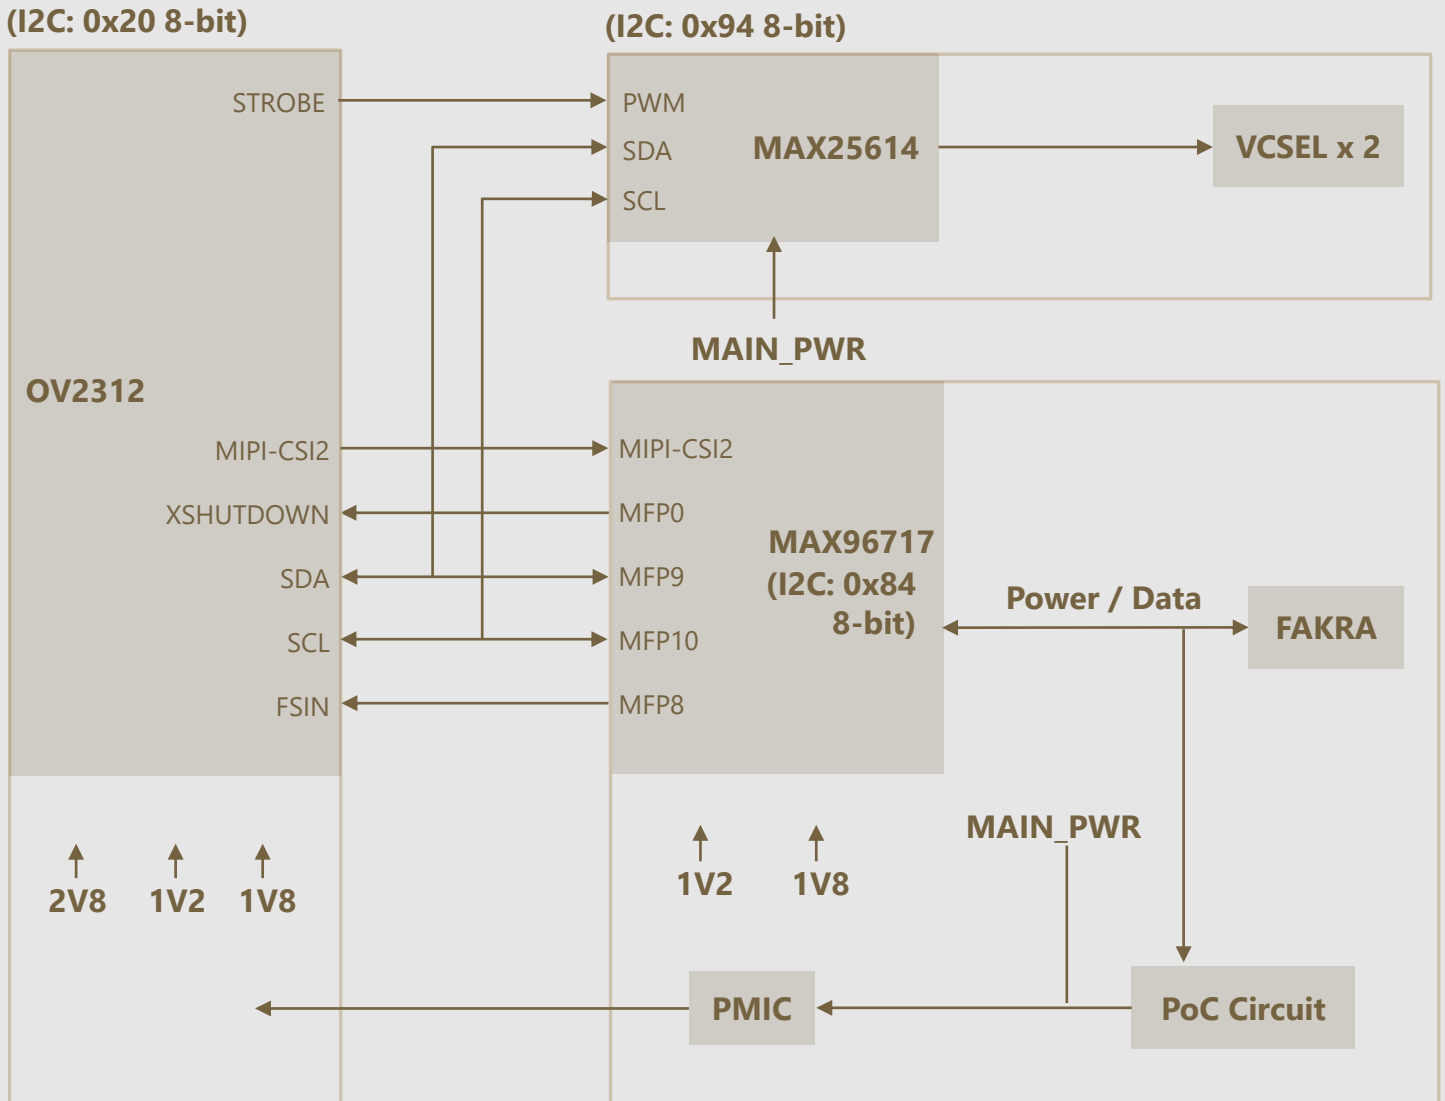 (I2C: 0x20 8-bit)
(I2C: 0x94 8-bit)
STROBE
PWM
SDA
MAX25614
VCSEL x 2
SCL
MAIN_PWR
OV2312
MIPI-CSI2
MIPI-CSI2
XSHUTDOWN
MFP0
MAX96717
(I2C: 0x84
8-bit)
SDA
MFP9
Power / Data
FAKRA
SCL
MFP10
FSIN
MFP8
MAIN_PWR
2V8
1V2
1V8
1V2
1V8
PMIC
PoC Circuit